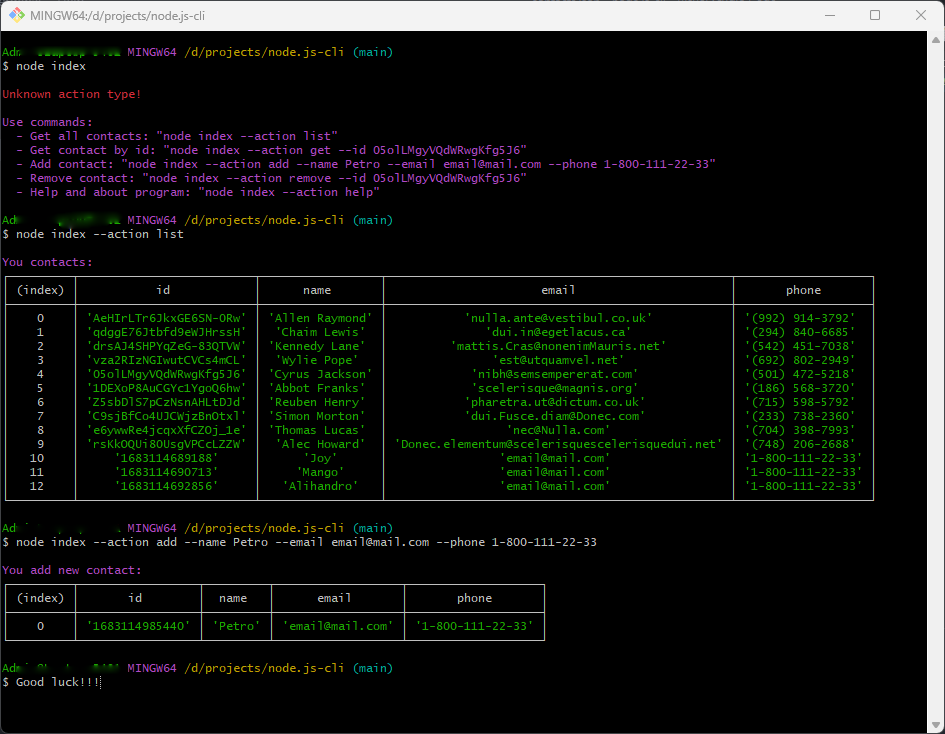 MINGW64:/d/projects/node.js-cli
MINGW64 /d/projects/node.js-cli (main)
$ node index
Unknown action type!
Use commands:
- Get all contacts: "node index --action list"
- Get contact by id: "node index --action get --id 05olLMgyVQdWRwgKfg5J6"
- Add contact: "node index --action add --name Petro --email email@mail.com --phone 1-800-111-22-33"
- Remove contact: "node index --action remove --id 05olLMgyVQdWRwgKfg5J6"
- Help and about program: "node index --action help"
MINGW64 /d/projects/node.js-cli (main)
$ node index --action list
You contacts:
(index) id name email phone
0 'AeHIrLTr6JkxGE6SN-0Rw' 'Allen Raymond' 'nulla.ante@vestibul.co.uk' '(992) 914-3792'
1 'qdggE76Jtbfd9eWJHrssH' 'Chaim Lewis' 'dui.in@egetlacus.ca' '(294) 840-6685'
2 'drsAJ4SHPYqZeG-83QTVW' 'Kennedy Lane' 'mattis.Cras@nonenimMauris.net' '(542) 451-7038'
3 'vza2RIzNGIwutCVCs4mCL' 'Wylie Pope' 'est@utquamvel.net' '(692) 802-2949'
4 '05olLMgyVQdWRwgKfg5J6' 'Cyrus Jackson' 'nibh@semsempererat.com' '(501) 472-5218'
5 '1DEXoP8AuCGYc1YgoQ6hw' 'Abbot Franks' 'scelerisque@magnis.org' '(186) 568-3720'
6 'Z5sbDlS7pCzNsnAHLtDJd' 'Reuben Henry' 'pharetra.ut@dictum.co.uk' '(715) 598-5792'
7 'C9sjBfCo4UJCWjzBnOtxl' 'Simon Morton' 'dui.Fusce.diam@Donec.com' '(233) 738-2360'
8 'e6ywwRe4jcqxXfCZOj_1e' 'Thomas Lucas' 'nec@Nulla.com' '(704) 398-7993'
9 'rsKkOQUi80UsgVPCcLZZW' 'Alec Howard' 'Donec.elementum@scelerisquescelerisquedui.net' '(748) 206-2688'
10 '1683114689188' 'Joy' 'email@mail.com' '1-800-111-22-33'
11 '1683114690713' 'Mango' 'email@mail.com' '1-800-111-22-33'
12 '1683114692856' 'Alihandro' 'email@mail.com' '1-800-111-22-33'
MINGW64 /d/projects/node.js-cli (main)
$ node index --action add --name Petro --email email@mail.com --phone 1-800-111-22-33
You add new contact:
(index) id name email phone
0 '1683114985440' 'Petro' 'email@mail.com' '1-800-111-22-33'
MINGW64 /d/projects/node.js-cli (main)
$ Good luck!!!